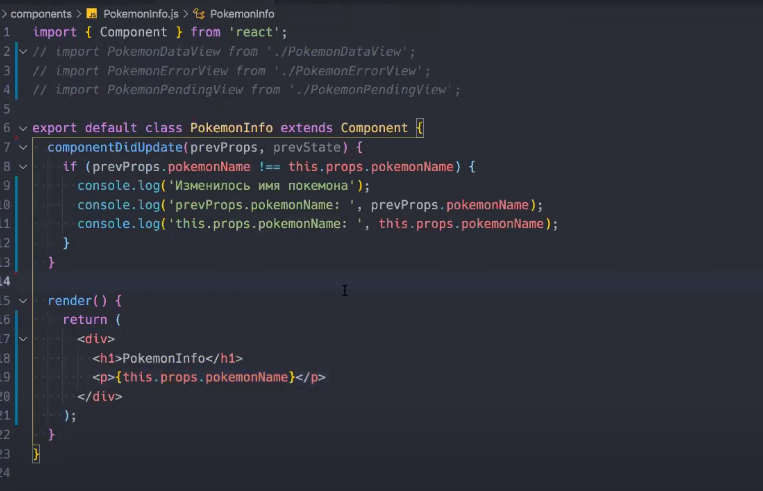 components > PokemonInfo.js > PokemonInfo
1 import { Component } from 'react';
2 // import PokemonDataView from './PokemonDataView';
3 // import PokemonErrorView from './PokemonErrorView';
4 // import PokemonPendingView from './PokemonPendingView';
5
6 export default class PokemonInfo extends Component {
7 componentDidUpdate(prevProps, prevState) {
8 if (prevProps.pokemonName !== this.props.pokemonName) {
9 console.log('Изменилось имя покемона');
10 console.log('prevProps.pokemonName: ', prevProps.pokemonName);
11 console.log('this.props.pokemonName: ', this.props.pokemonName);
12 }
13 }
14
15 render() {
16 return (
17 <div>
18 <h1>PokemonInfo</h1>
19 <p>{this.props.pokemonName}</p>
20 </div>
21 );
22 }
23 }
24